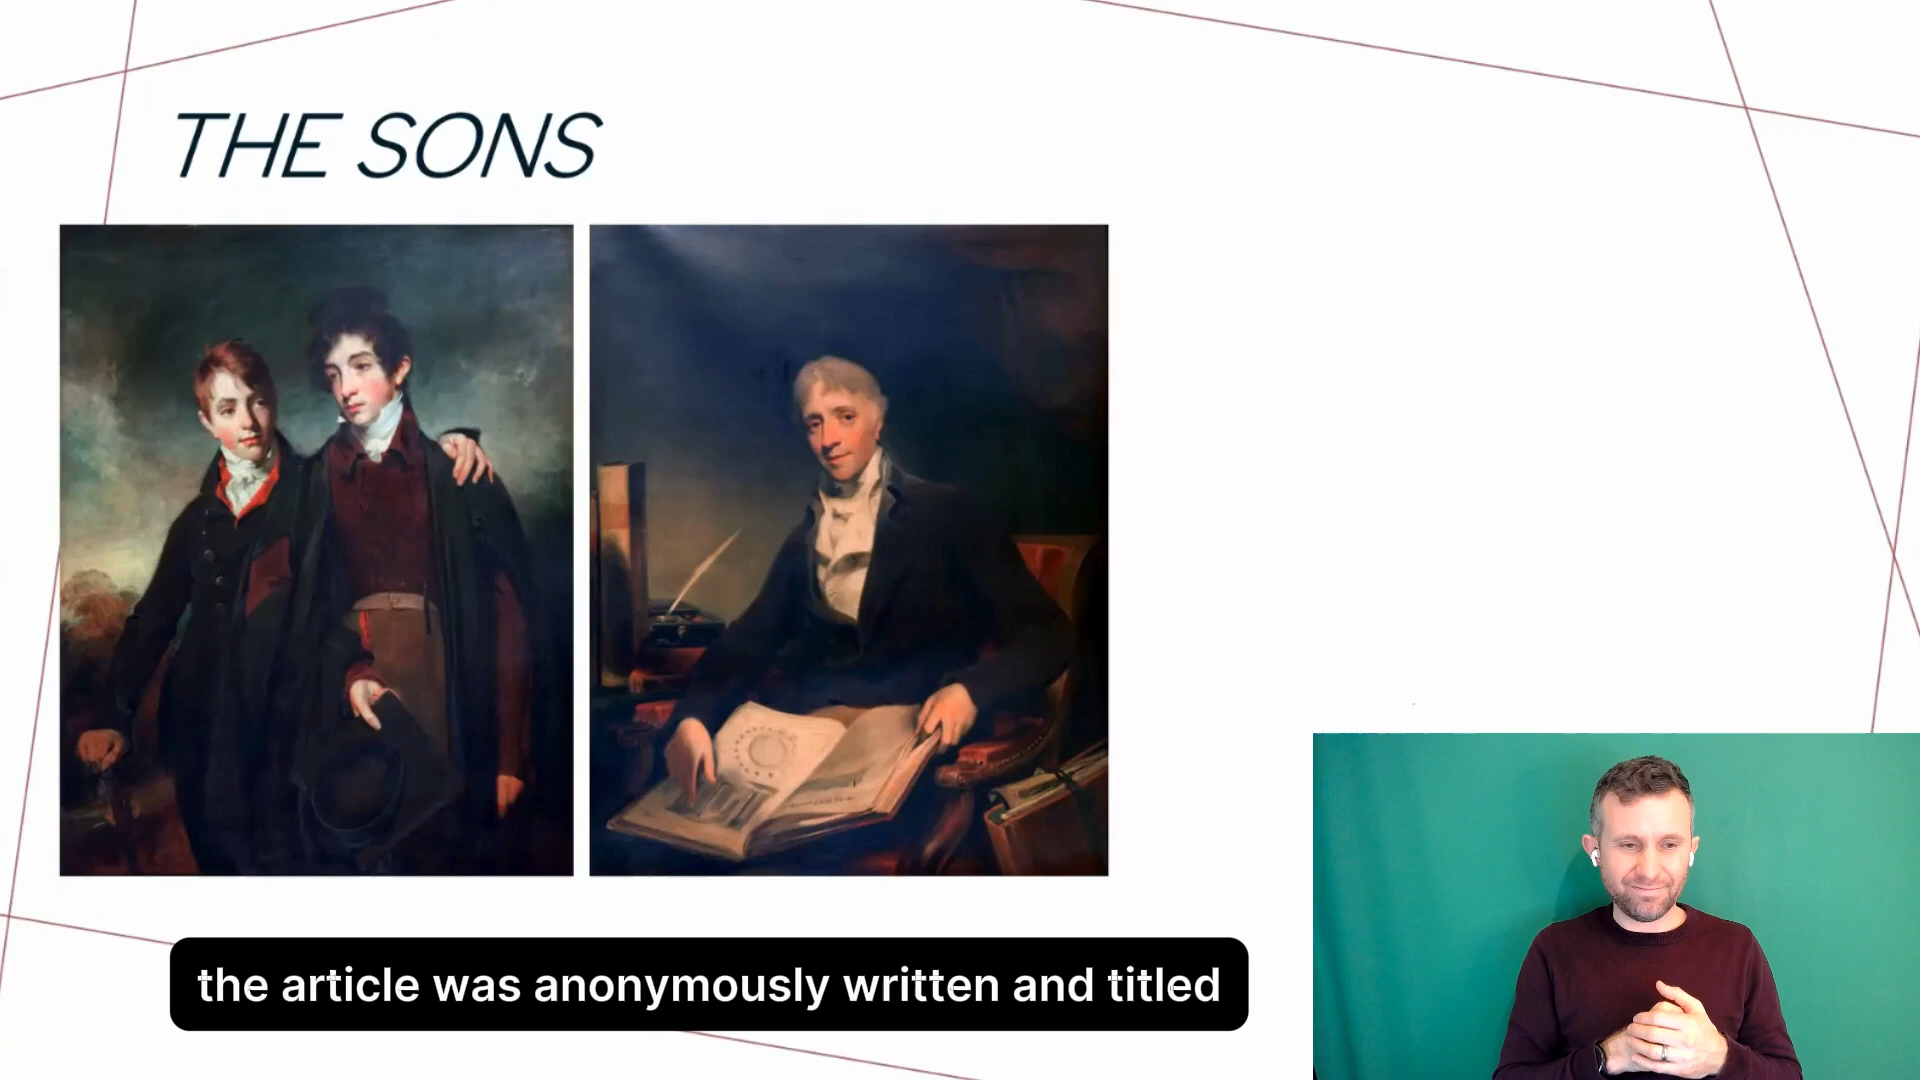 THE SONS
the article was anonymously written and titled